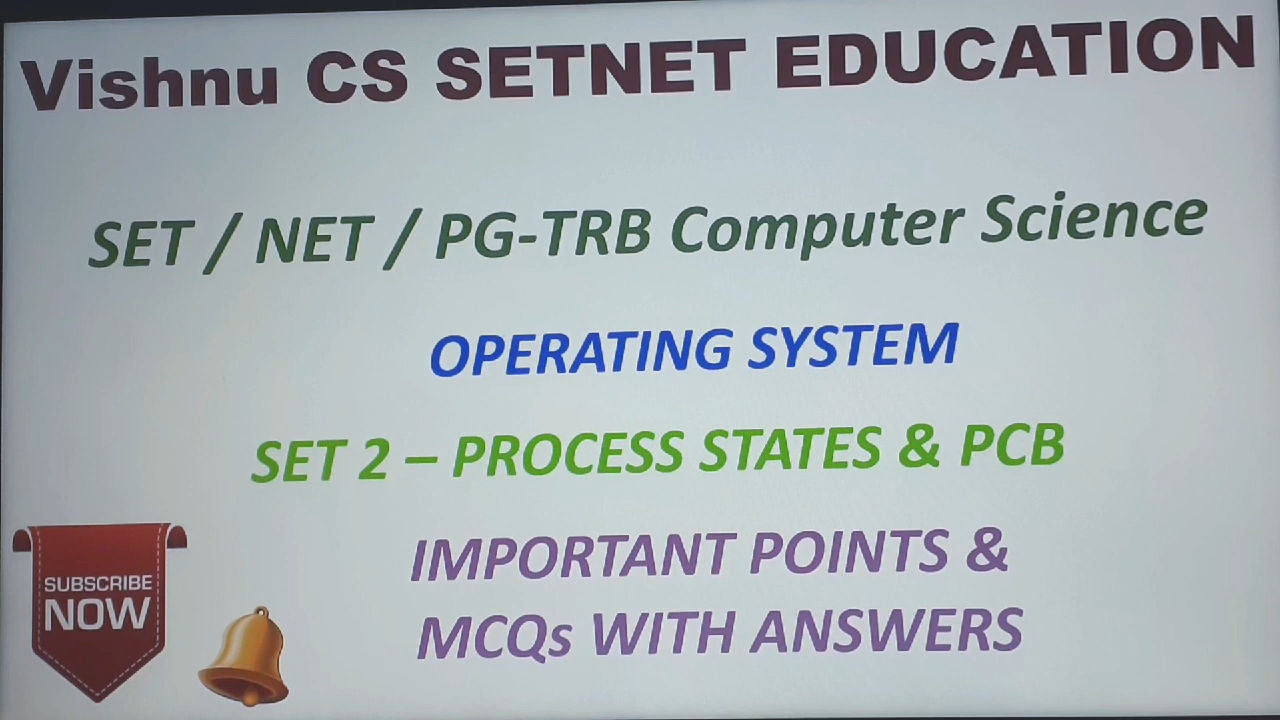 Vishnu CS SETNET EDUCATION
SET / NET / PG-TRB Computer Science
OPERATING SYSTEM
SET 2 – PROCESS STATES & PCB
IMPORTANT POINTS &
MCQs WITH ANSWERS
SUBSCRIBE
NOW